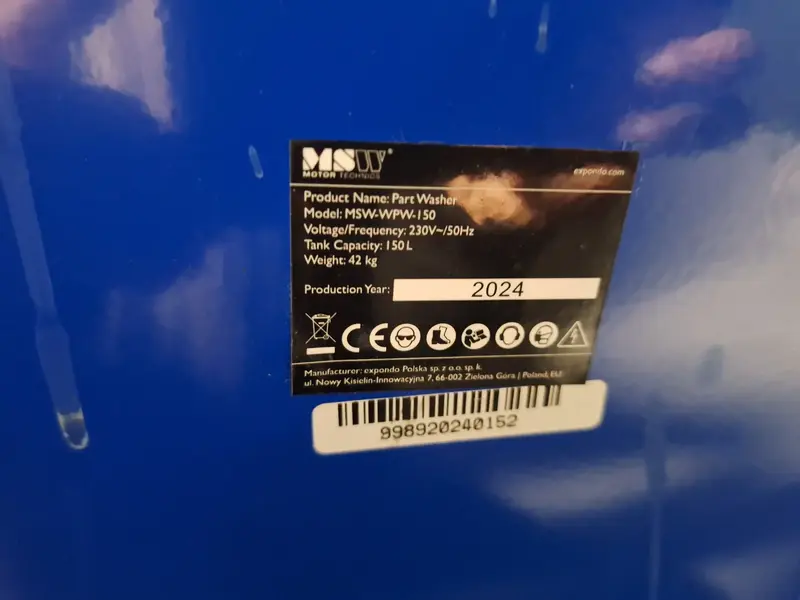 MSW®
MOTOR TECHNICS
expondo.com
Product Name: Part Washer
Model: MSW-WPW-150
Voltage/Frequency: 230V~/50Hz
Tank Capacity: 150 L
Weight: 42 kg
Production Year: 2024
CE
Manufacturer: expondo Polska sp. z o.o. sp. k.
ul. Nowy Kisielin-Innowacyjna 7, 66-002 Zielona Góra | Poland, EU
998920240152